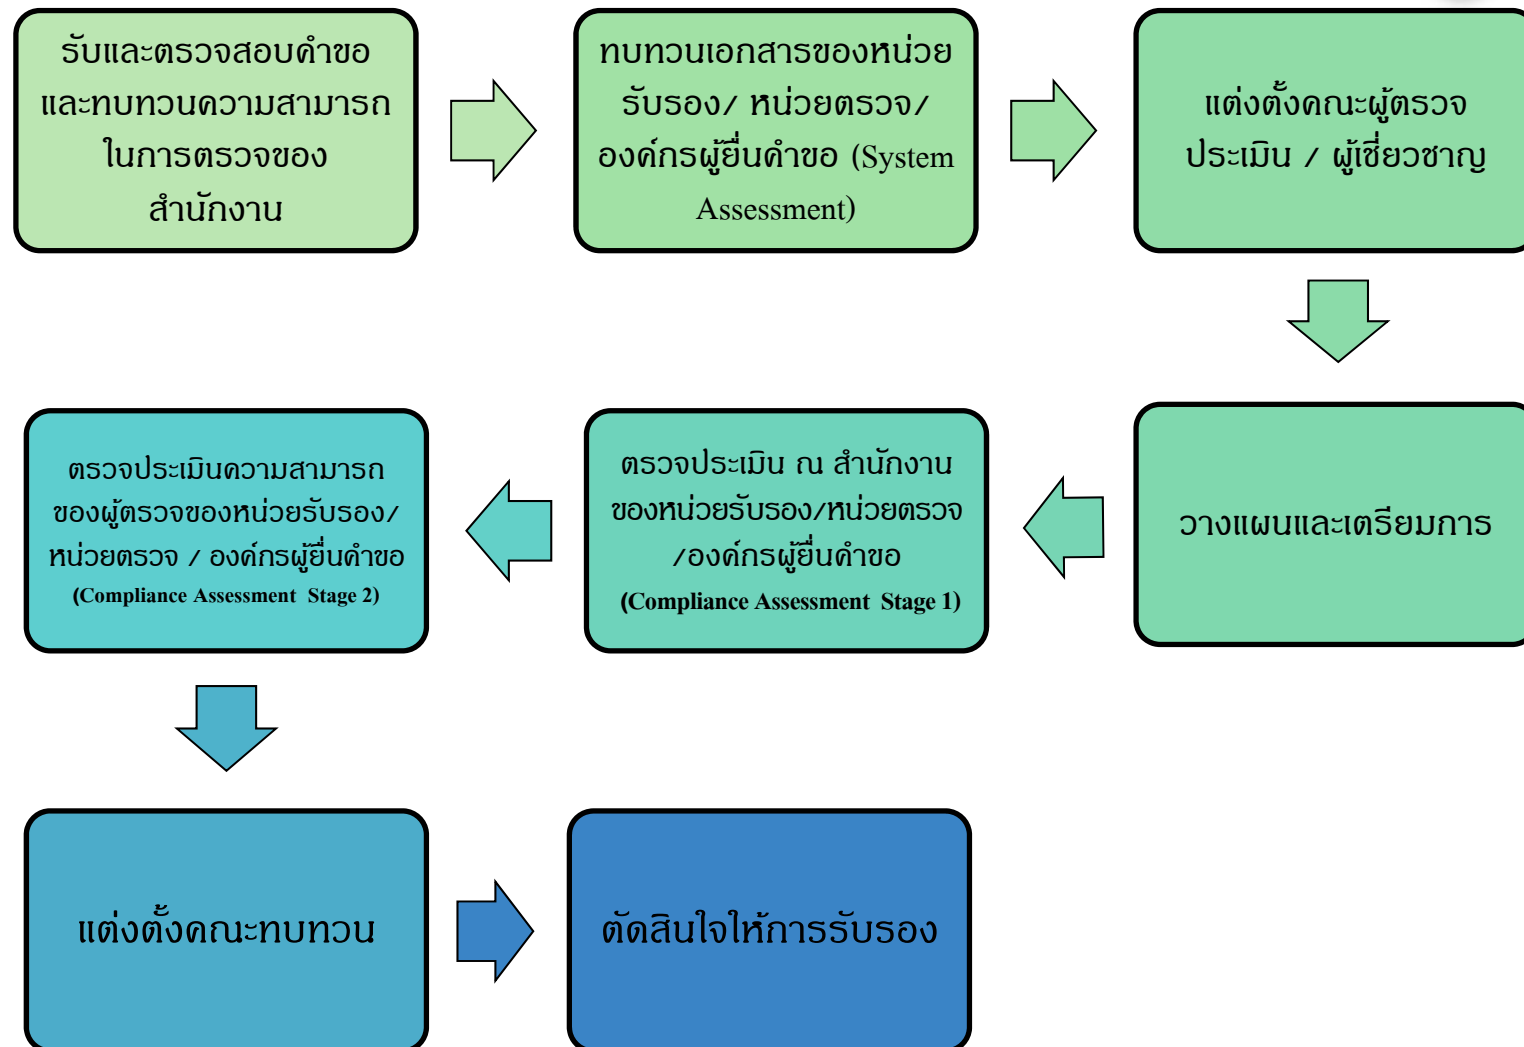 รับและตรวจสอบคำขอ
และทบทวนความสามารถ
ในการตรวจของ
สำนักงาน
ทบทวนเอกสารของหน่วย
รับรอง/ หน่วยตรวจ/
องค์กรผู้ยื่นคำขอ (System
Assessment)
แต่งตั้งคณะผู้ตรวจ
ประเมิน / ผู้เชี่ยวชาญ
วางแผนและเตรียมการ
ตรวจประเมิน ณ สำนักงาน
ของหน่วยรับรอง/หน่วยตรวจ
/องค์กรผู้ยื่นคำขอ
(Compliance Assessment Stage 1)
ตรวจประเมินความสามารถ
ของผู้ตรวจของหน่วยรับรอง/
หน่วยตรวจ / องค์กรผู้ยื่นคำขอ
(Compliance Assessment Stage 2)
แต่งตั้งคณะทบทวน
ตัดสินใจให้การรับรอง